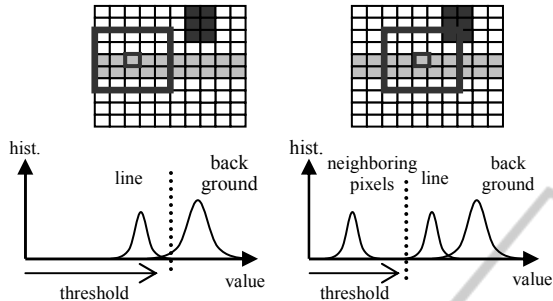 hist.
line
back
ground
threshold
value
hist.
neighboring
pixels
line
back
ground
threshold
value